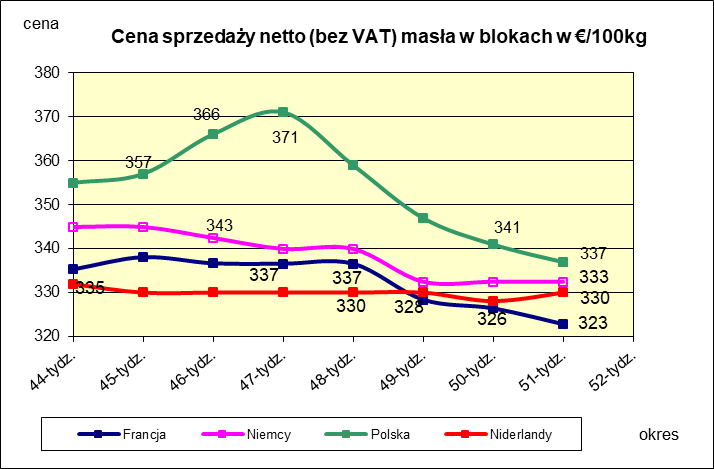 cena
Cena sprzedaży netto (bez VAT) masła w blokach w €/100kg
380
370
360
350
340
330
320
366
371
357
343
341
337
333
335
337
337
330
328
326
330
323
44-tydz.
45-tydz.
46-tydz.
47-tydz.
48-tydz.
49-tydz.
50-tydz.
51-tydz.
52-tydz.
Francja Niemcy Polska Niderlandy
okres